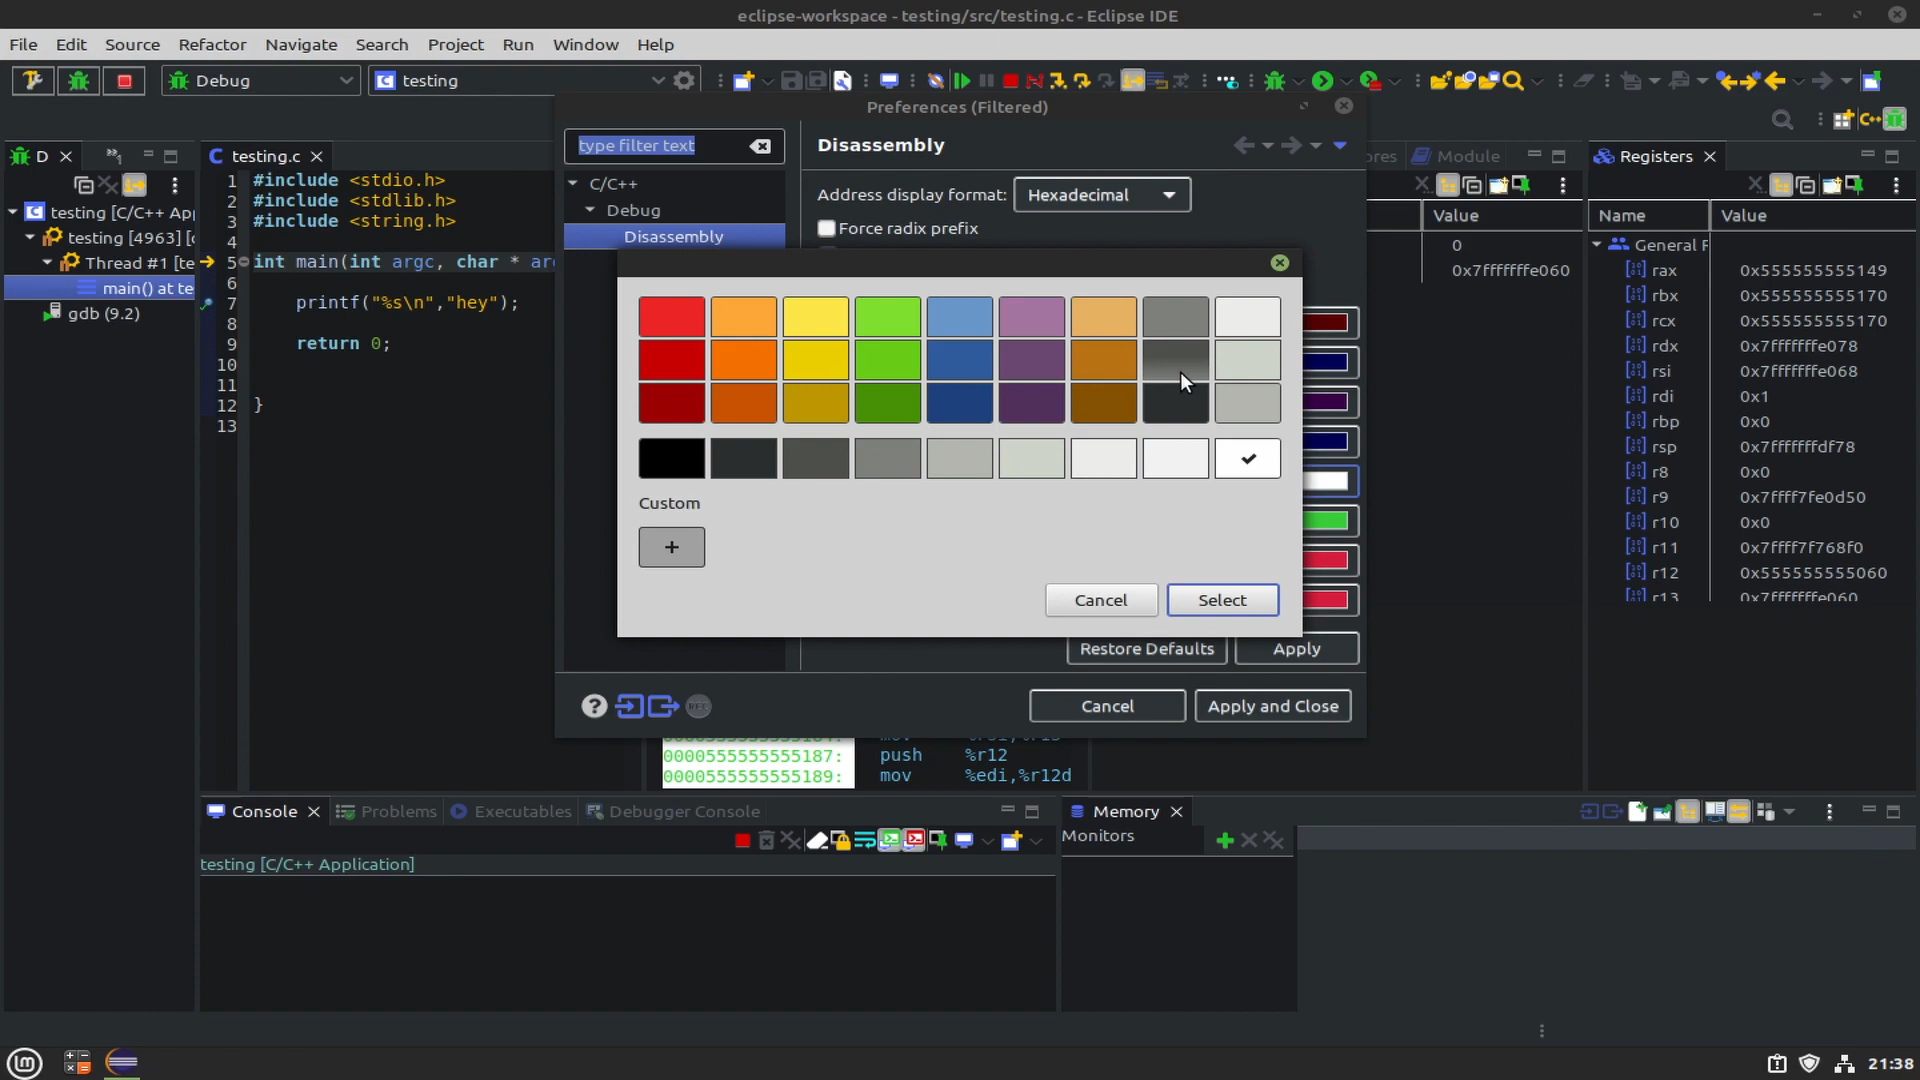 eclipse-workspace - testing/src/testing.c - Eclipse IDE
File Edit Source Refactor Navigate Search Project Run Window Help
Debug
testing
Preferences (Filtered)
type filter text
Disassembly
C/C++
Debug
Disassembly
Address display format: Hexadecimal
Force radix prefix
D
testing [C/C++ Ap
testing [4963] [c
Thread #1 [te
main() at te
gdb (9.2)
testing.c
1 #include <stdio.h>
2 #include <stdlib.h>
3 #include <string.h>
4
5 int main(int argc, char * ar
6
7 printf("%s\n","hey");
8
9 return 0;
10
11
12 }
13
Custom
+
Cancel Select
Restore Defaults Apply
Cancel Apply and Close
REC
0000555555555187: push %r12
0000555555555189: mov %edi,%r12d
Module
Value
0
0x7fffffffe060
Registers
Name Value
General R
rax 0x555555555149
rbx 0x555555555170
rcx 0x555555555170
rdx 0x7fffffffe078
rsi 0x7fffffffe068
rdi 0x1
rbp 0x0
rsp 0x7fffffffdf78
r8 0x0
r9 0x7ffff7fe0d50
r10 0x0
r11 0x7ffff7f768f0
r12 0x555555555060
r13 0x7fffffffe060
Console Problems Executables Debugger Console
testing [C/C++ Application]
Memory
Monitors
21:38